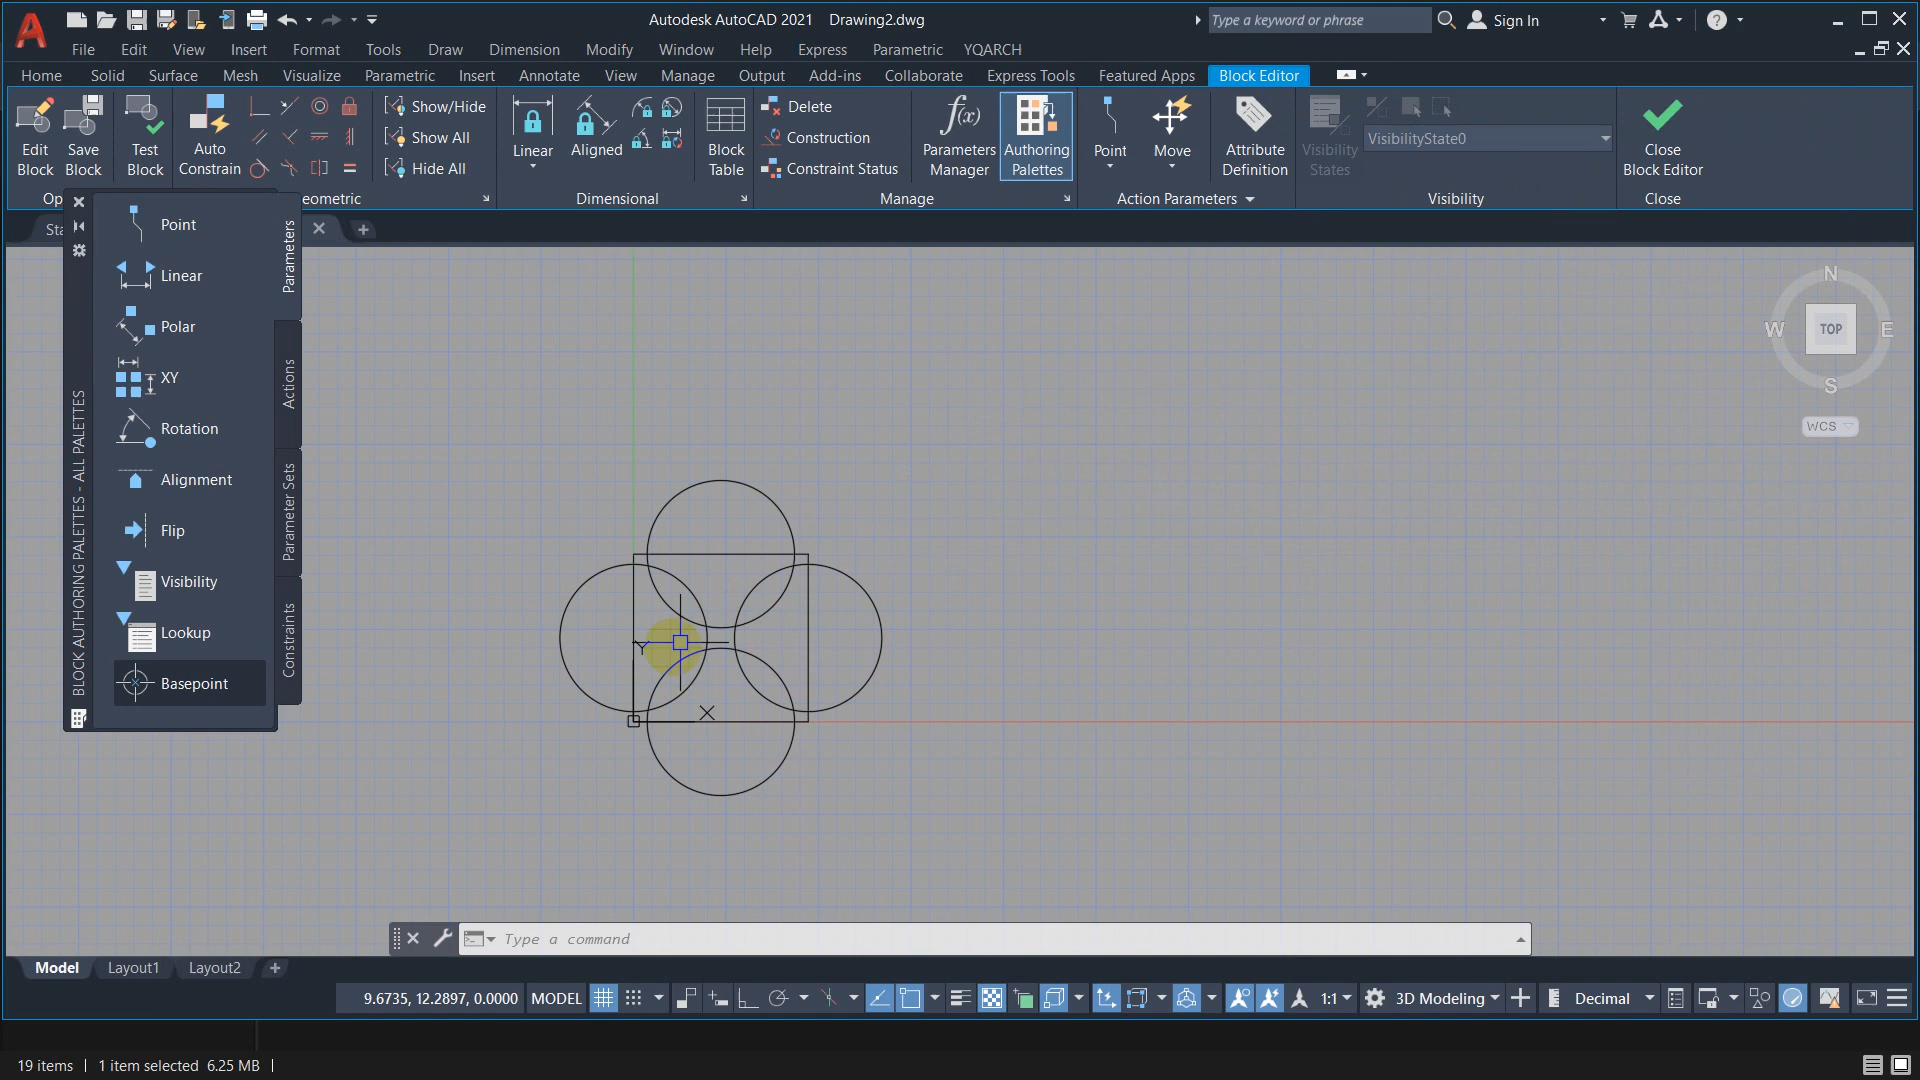 Autodesk AutoCAD 2021 Drawing2.dwg
Type a keyword or phrase
Sign In
File Edit View Insert Format Tools Draw Dimension Modify Window Help Express Parametric YQARCH
Home Solid Surface Mesh Visualize Parametric Insert Annotate View Manage Output Add-ins Collaborate Express Tools Featured Apps Block Editor
Edit Block
Save Block
Test Block
Auto Constrain
Show/Hide
Show All
Hide All
Linear
Aligned
Block Table
Delete
Construction
Constraint Status
Parameters Manager
Authoring Palettes
Point
Move
Attribute Definition
Visibility States
VisibilityState0
Close Block Editor
Op
eometric
Dimensional
Manage
Action Parameters
Visibility
Close
Sta
Point
Linear
Polar
XY
Rotation
Alignment
Flip
Visibility
Lookup
Basepoint
Parameters
Actions
Parameter Sets
Constraints
BLOCK AUTHORING PALETTES - ALL PALETTES
N
W
TOP
E
S
WCS
Y
X
Type a command
Model Layout1 Layout2
9.6735, 12.2897, 0.0000 MODEL 1:1 3D Modeling Decimal
19 items 1 item selected 6.25 MB